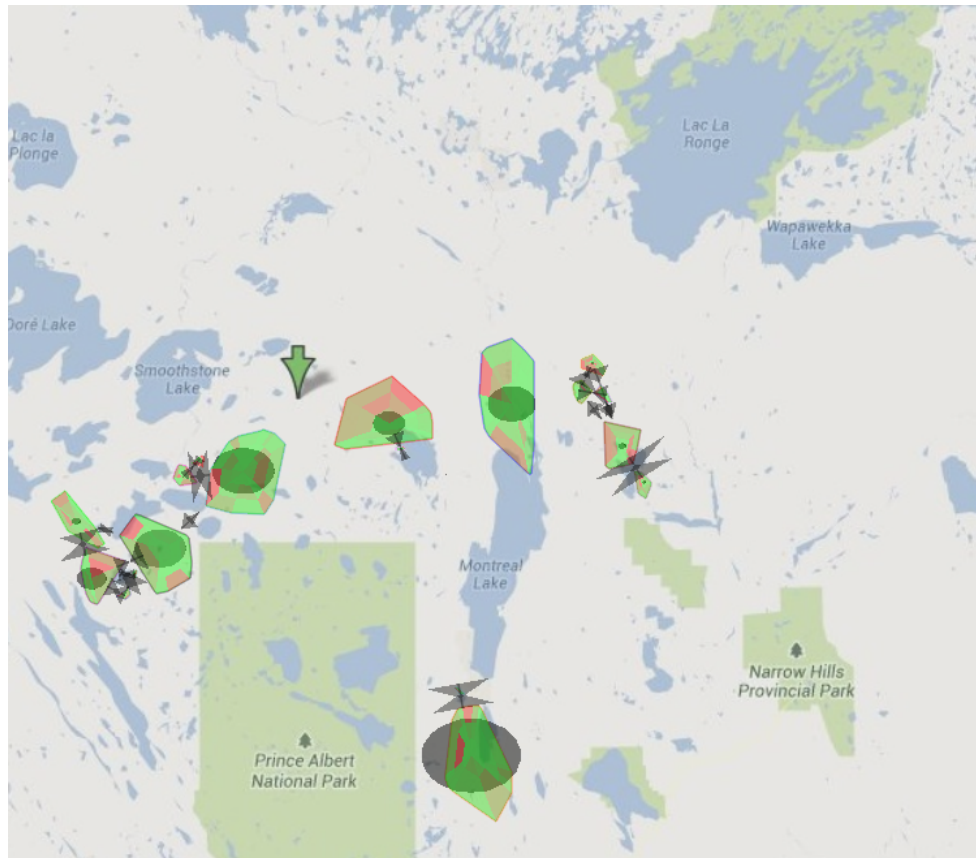 Lac la
Plonge
Lac La
Ronge
Wapawekka
Lake
Doré Lake
Smoothstone
Lake
Montreal
Lake
Narrow Hills
Provincial Park
Prince Albert
National Park